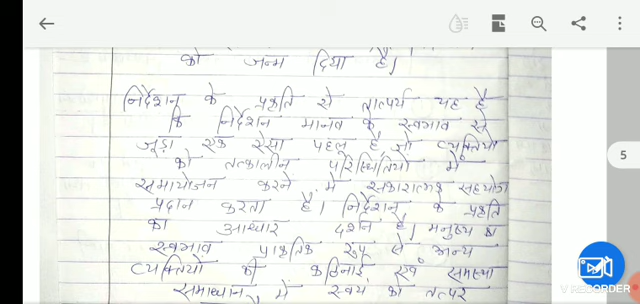 को जन्म दिया है।
निर्देशन के प्रकृति से तात्पर्य यह है
कि निर्देशन मानव के स्वभाव से
जूड़ा एक ऐसा पहलू है, जो व्यक्तियो
को तत्कालीन परिस्थितियो में
समायोजन करने में सकारात्मक सहयोग
प्रदान करता है। निर्देशन के प्रकृति
का आधार दर्शन है। मनुष्य का
स्वभाव प्राकृतिक रूप से अन्य
व्यक्तियो की कठिनाई एवं समस्या
समाधान में स्वयं को तत्पर
5
V RECORDER